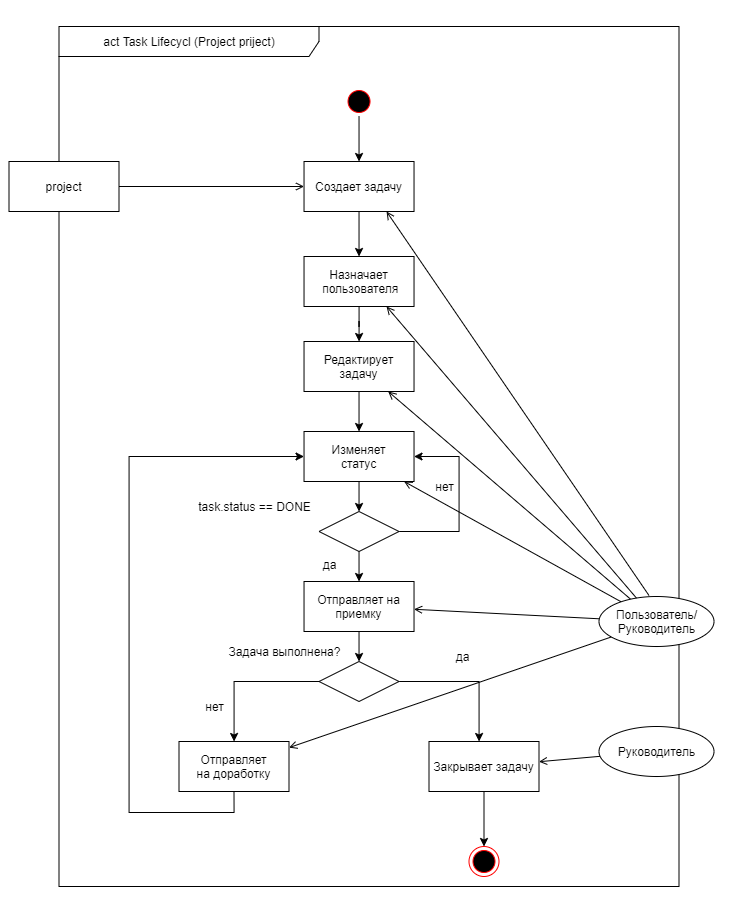 act Task Lifecycl (Project priject)
project
Создает задачу
Назначает
пользователя
Редактирует
задачу
Изменяет
статус
нет
task.status == DONE
да
Отправляет на
приемку
Пользователь/
Руководитель
Задача выполнена?
да
нет
Отправляет
на доработку
Закрывает задачу
Руководитель